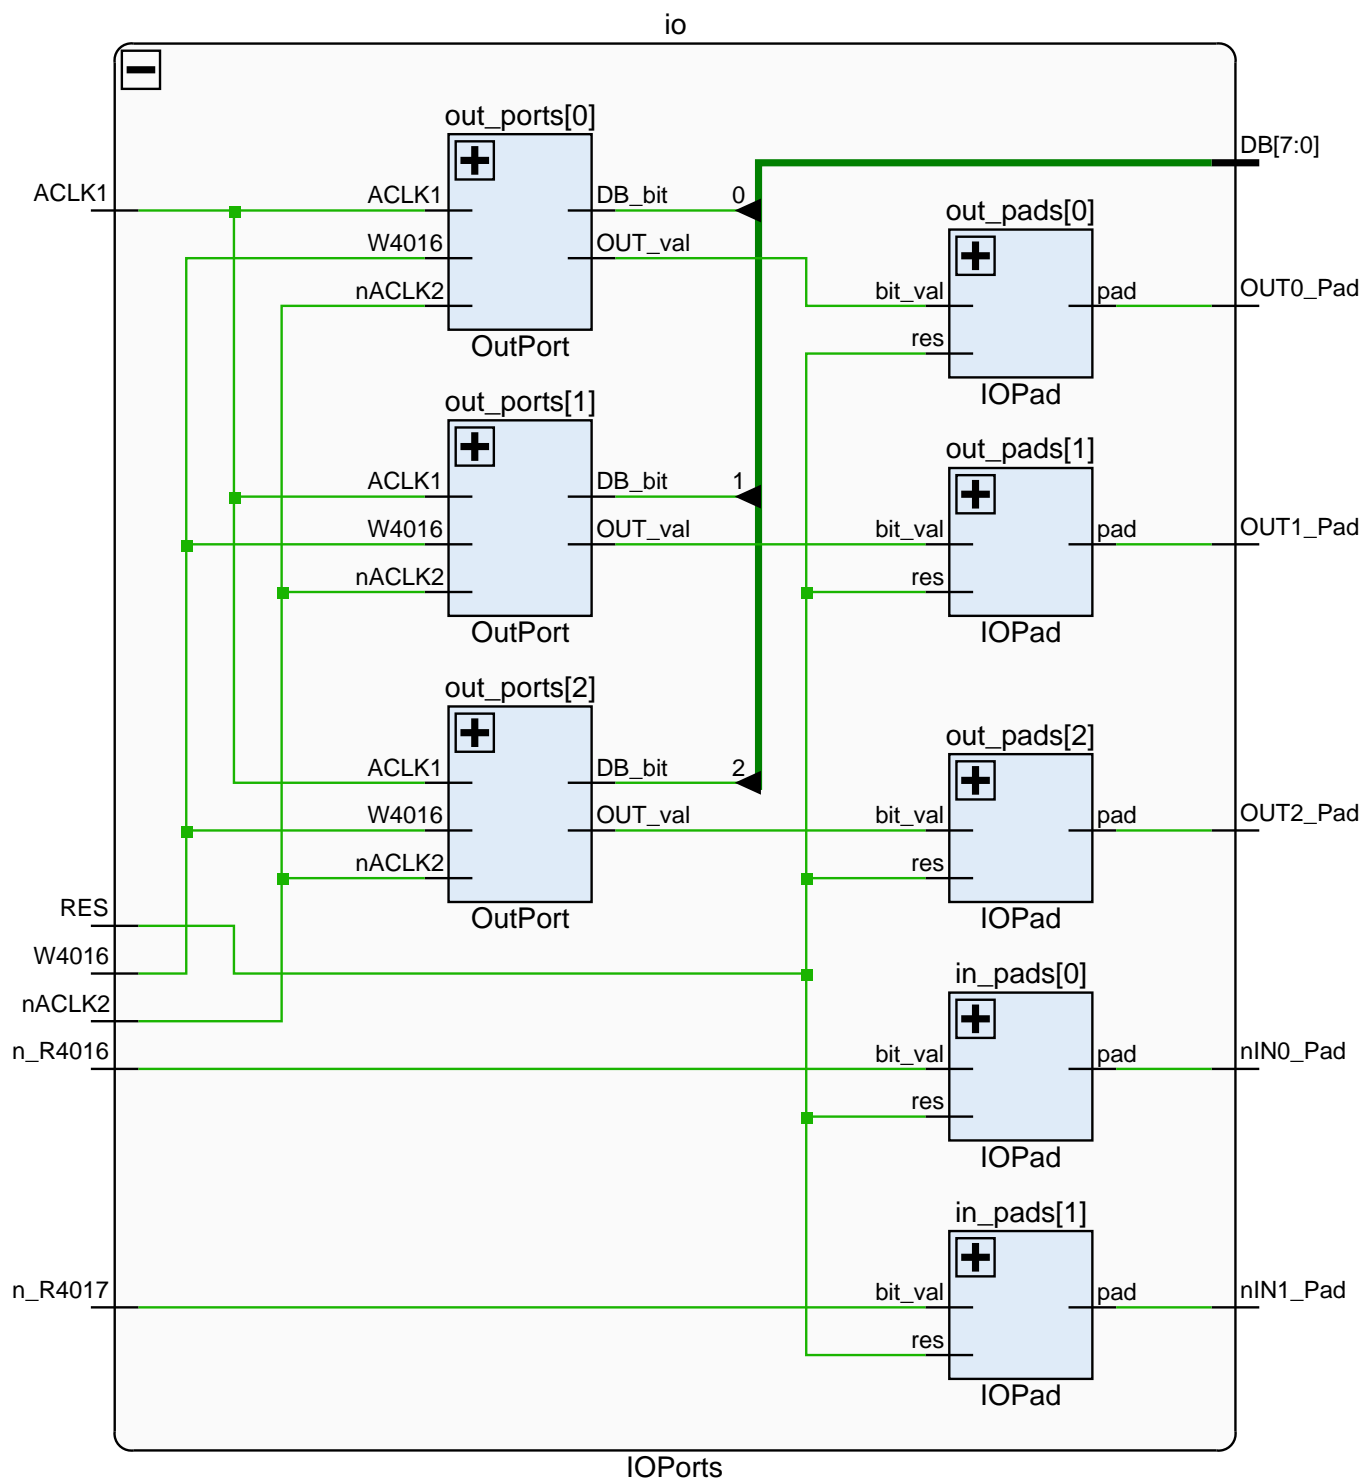 io
out_ports[0]
DB[7:0]
ACLK1
ACLK1
DB_bit
0
out_pads[0]
W4016
OUT_val
nACLK2
bit_val
pad
OUT0_Pad
res
OutPort
IOPad
out_ports[1]
out_pads[1]
ACLK1
DB_bit
1
W4016
OUT_val
bit_val
pad
OUT1_Pad
nACLK2
res
OutPort
IOPad
out_ports[2]
out_pads[2]
ACLK1
DB_bit
2
W4016
OUT_val
bit_val
pad
OUT2_Pad
nACLK2
res
OutPort
IOPad
RES
W4016
in_pads[0]
nACLK2
n_R4016
bit_val
pad
nIN0_Pad
res
IOPad
in_pads[1]
n_R4017
bit_val
pad
nIN1_Pad
res
IOPad
IOPorts